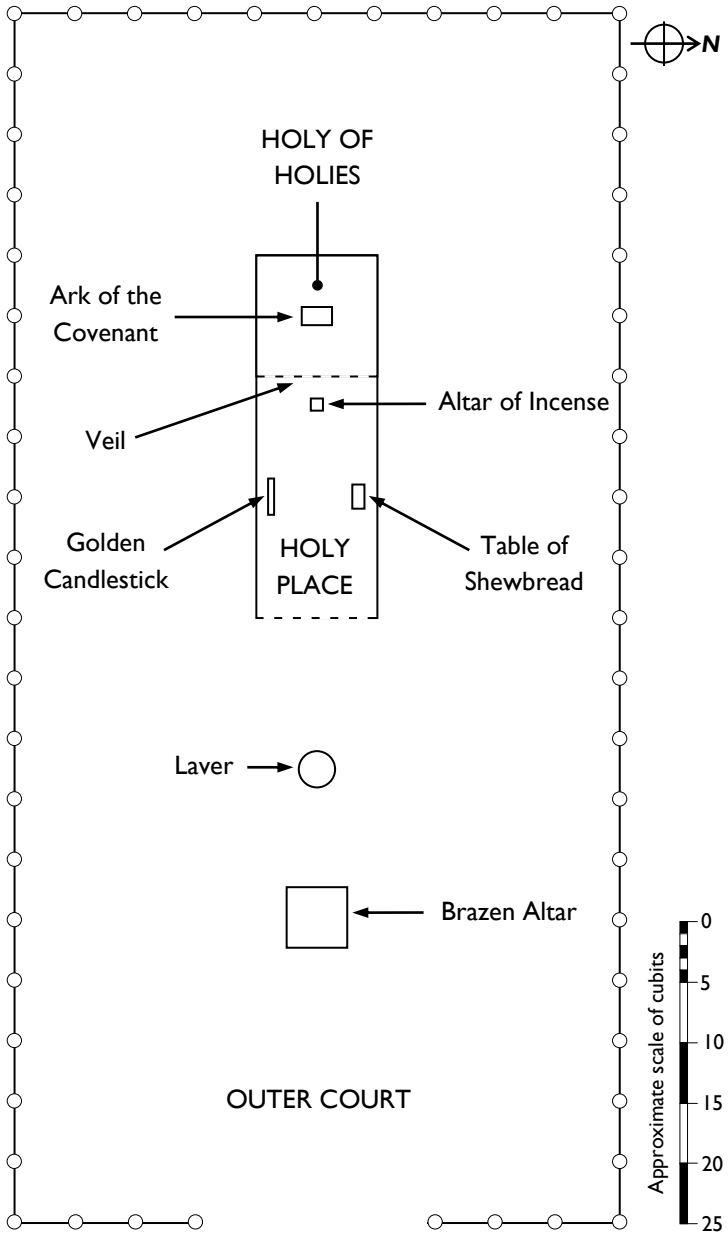 N
HOLY OF
HOLIES
Ark of the
Covenant
Altar of Incense
Veil
Golden
Candlestick
HOLY
PLACE
Table of
Shewbread
Laver
Brazen Altar
OUTER COURT
Approximate scale of cubits
0
5
10
15
20
25